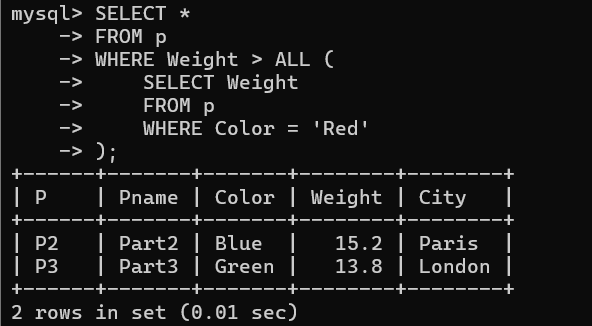 mysql> SELECT *
    -> FROM p
    -> WHERE Weight > ALL (
    ->     SELECT Weight
    ->     FROM p
    ->     WHERE Color = 'Red'
    -> );
+------+-------+-------+--------+--------+
| P    | Pname | Color | Weight | City   |
+------+-------+-------+--------+--------+
| P2   | Part2 | Blue  |   15.2 | Paris  |
| P3   | Part3 | Green |   13.8 | London |
+------+-------+-------+--------+--------+
2 rows in set (0.01 sec)